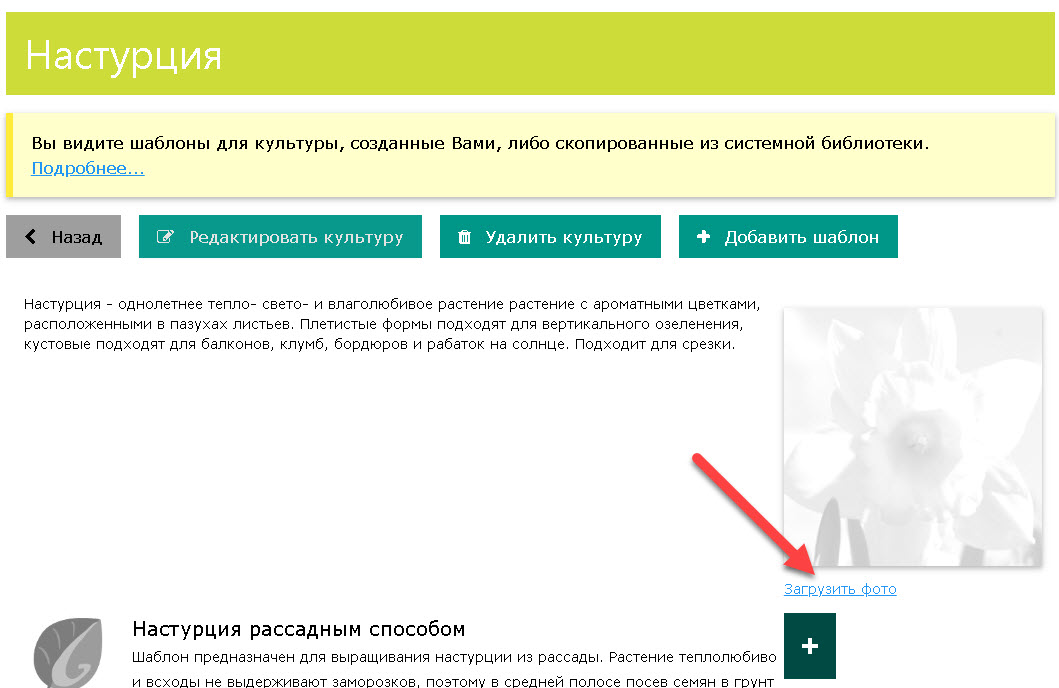 Настурция
Вы видите шаблоны для культуры, созданные Вами, либо скопированные из системной библиотеки.
Подробнее...
Назад
Редактировать культуру
Удалить культуру
Добавить шаблон
Настурция - однолетнее тепло- свето- и влаголюбивое растение растение с ароматными цветками,
расположенными в пазухах листьев. Плетистые формы подходят для вертикального озеленения,
кустовые подходят для балконов, клумб, бордюров и рабаток на солнце. Подходит для срезки.
Загрузить фото
Настурция рассадным способом
Шаблон предназначен для выращивания настурции из рассады. Растение теплолюбиво
и всходы не выдерживают заморозков, поэтому в средней полосе посев семян в грунт